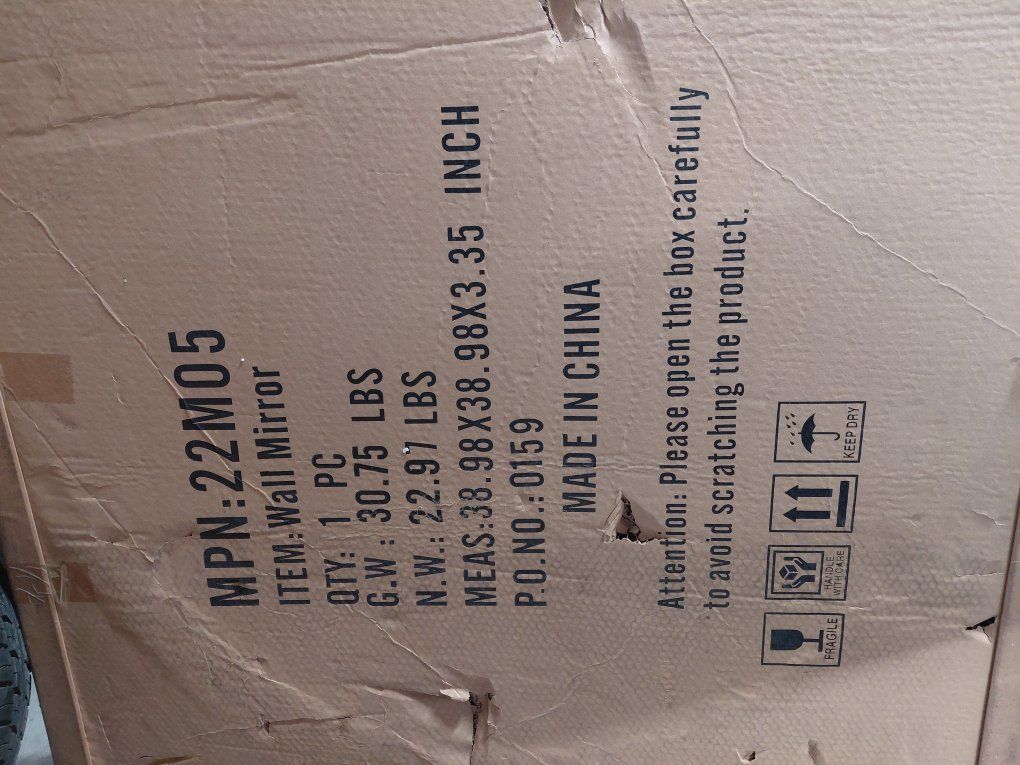 MPN:22M05
ITEM:Wall Mirror
QTY: 1 PC
G.W : 30.75 LBS
N.W.: 22.97 LBS
MEAS:38.98X38.98X3.35 INCH
P.O.NO.:0159
MADE IN CHINA
Attention: Please open the box carefully
to avoid scratching the product.
FRAGILE
HANDLE
WITH CARE
KEEP DRY